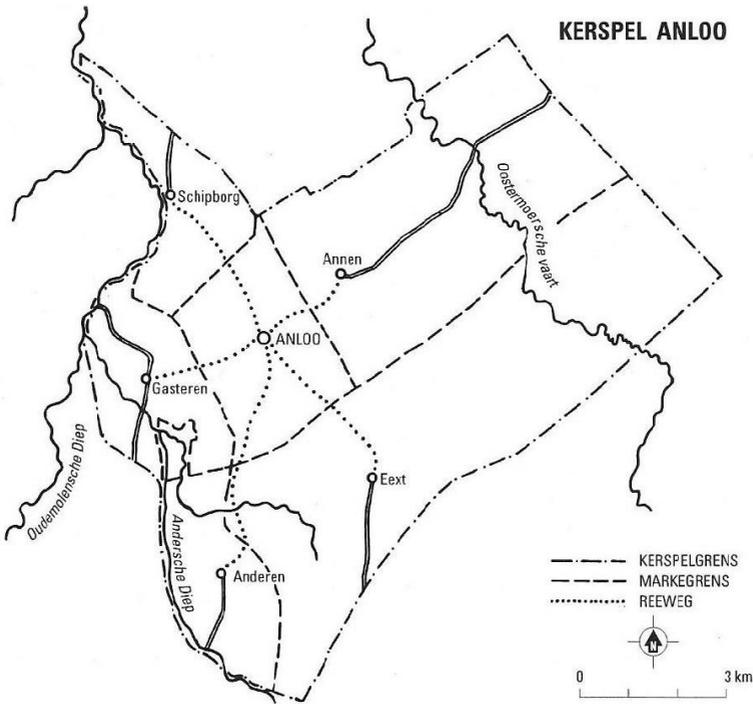 KERSPEL ANLOO
Schipborg
Oostermoersche vaart
Annen
ANLOO
Gasteren
Oudemolensche Diep
Eext
Andersche Diep
Anderen
KERSPELGRENS
MARKEGRENS
REEWEG
N
0 3 km